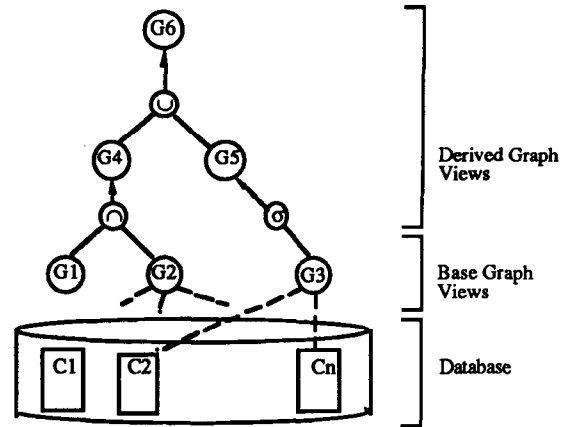 G6
∪
G4
G5
Derived Graph
Views
∩
σ
G1
G2
G3
Base Graph
Views
C1
C2
Cn
Database